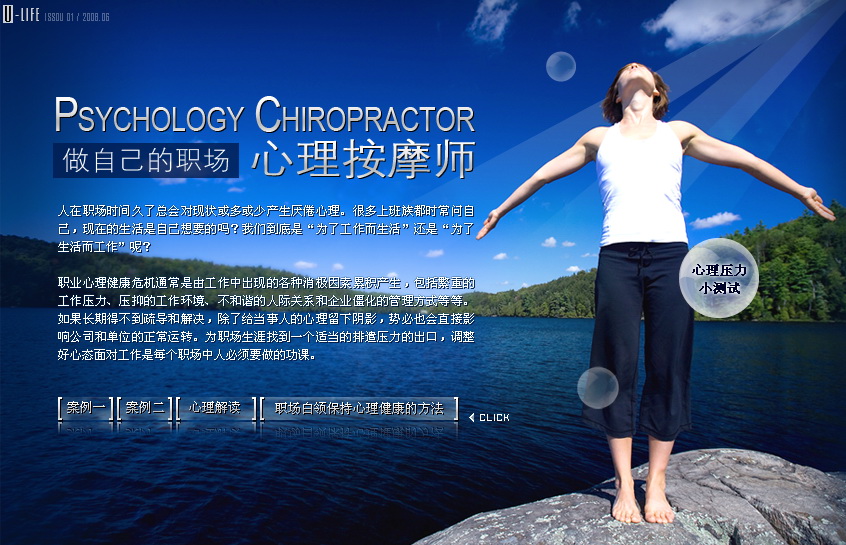 U-LIFE ISSOU 01 / 2008.06
PSYCHOLOGY CHIROPRACTOR
做自己的职场 心理按摩师
人在职场时间久了总会对现状或多或少产生厌倦心理。很多上班族都时常问自
己，现在的生活是自己想要的吗？我们到底是“为了工作而生活”还是“为了
生活而工作”呢？
职业心理健康危机通常是由工作中出现的各种消极因素累积产生，包括繁重的
工作压力、压抑的工作环境、不和谐的人际关系和企业僵化的管理方式等等。
如果长期得不到疏导和解决，除了给当事人的心理留下阴影，势必也会直接影
响公司和单位的正常运转。为职场生涯找到一个适当的排遣压力的出口，调整
好心态面对工作是每个职场中人必须要做的功课。
心理压力
小测试
案例一 案例二 心理解读 职场白领保持心理健康的方法
CLICK